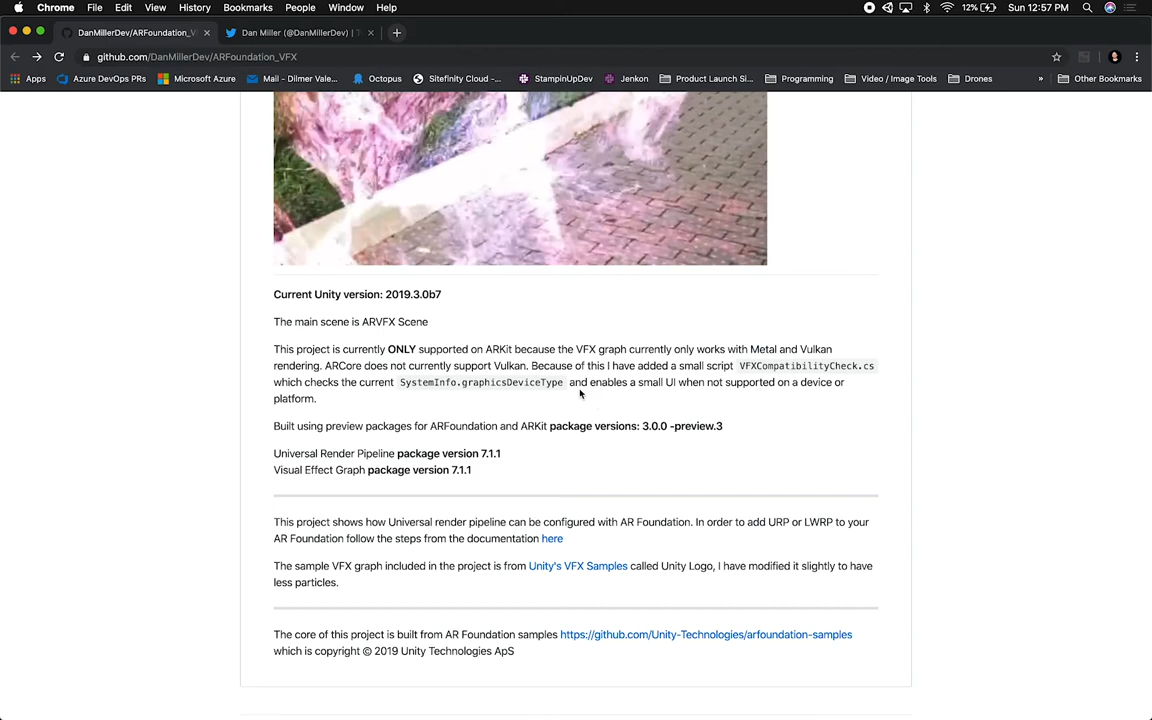 Chrome File Edit View History Bookmarks People Window Help 12% Sun 12:57 PM
DanMillerDev/ARFoundation_V Dan Miller (@DanMillerDev) | T
github.com/DanMillerDev/ARFoundation_VFX
Apps Azure DevOps PRs Microsoft Azure Mail - Dilmer Vale... Octopus Sitefinity Cloud -... StampinUpDev Jenkon Product Launch Si... Programming Video / Image Tools Drones » Other Bookmarks
Current Unity version: 2019.3.0b7
The main scene is ARVFX Scene
This project is currently ONLY supported on ARKit because the VFX graph currently only works with Metal and Vulkan
rendering. ARCore does not currently support Vulkan. Because of this I have added a small script VFXCompatibilityCheck.cs
which checks the current SystemInfo.graphicsDeviceType and enables a small UI when not supported on a device or
platform.
Built using preview packages for ARFoundation and ARKit package versions: 3.0.0 -preview.3
Universal Render Pipeline package version 7.1.1
Visual Effect Graph package version 7.1.1
This project shows how Universal render pipeline can be configured with AR Foundation. In order to add URP or LWRP to your
AR Foundation follow the steps from the documentation here
The sample VFX graph included in the project is from Unity's VFX Samples called Unity Logo, I have modified it slightly to have
less particles.
The core of this project is built from AR Foundation samples https://github.com/Unity-Technologies/arfoundation-samples
which is copyright © 2019 Unity Technologies ApS